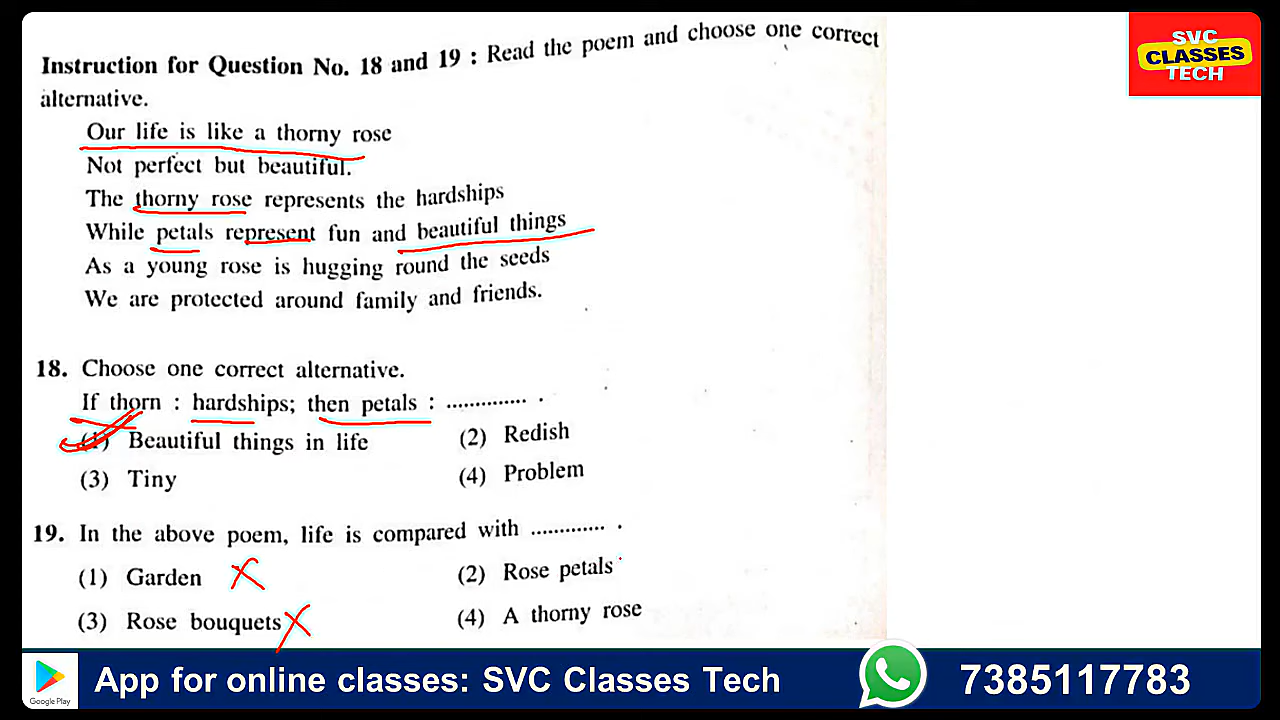 SVC
CLASSES
TECH
Instruction for Question No. 18 and 19 : Read the poem and choose one correct
alternative.
Our life is like a thorny rose
Not perfect but beautiful.
The thorny rose represents the hardships
While petals represent fun and beautiful things
As a young rose is hugging round the seeds
We are protected around family and friends.
18. Choose one correct alternative.
If thorn : hardships; then petals : .............. .
(1) Beautiful things in life (2) Redish
(3) Tiny (4) Problem
19. In the above poem, life is compared with ............. .
(1) Garden (2) Rose petals
(3) Rose bouquets (4) A thorny rose
Google Play
App for online classes: SVC Classes Tech 7385117783